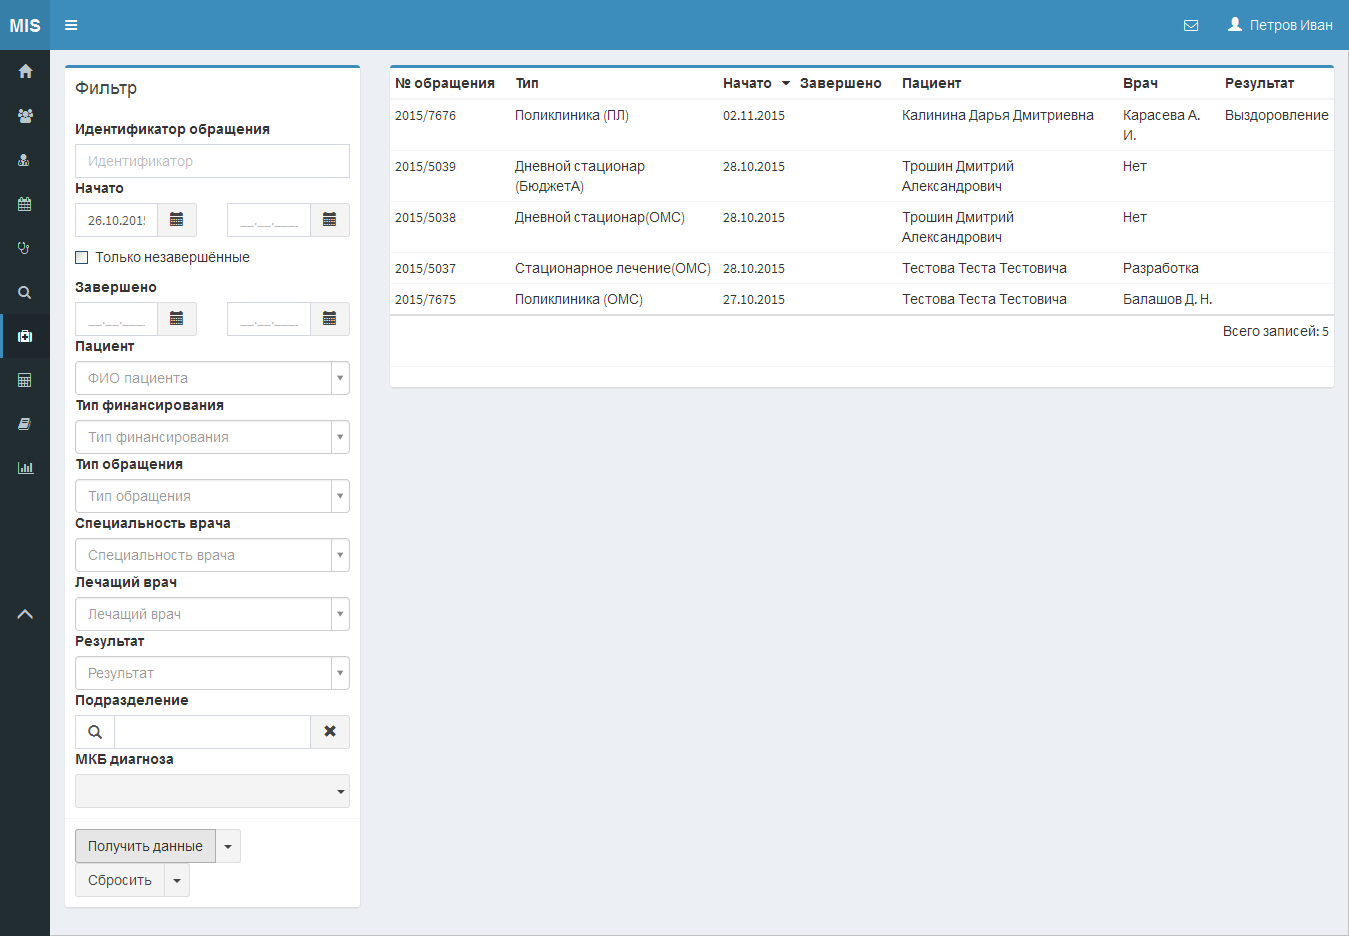 MIS
Петров Иван
Фильтр
Идентификатор обращения
Идентификатор
Начато
26.10.2015
__.__.____
Только незавершённые
Завершено
__.__.____ __.__.____
Пациент
ФИО пациента
Тип финансирования
Тип финансирования
Тип обращения
Тип обращения
Специальность врача
Специальность врача
Лечащий врач
Лечащий врач
Результат
Результат
Подразделение
МКБ диагноза
Получить данные
Сбросить
№ обращения Тип Начато Завершено Пациент Врач Результат
2015/7676 Поликлиника (ПЛ) 02.11.2015 Калинина Дарья Дмитриевна Карасева А. Выздоровление
И.
2015/5039 Дневной стационар 28.10.2015 Трошин Дмитрий Нет
(БюджетА) Александрович
2015/5038 Дневной стационар(ОМС) 28.10.2015 Трошин Дмитрий Нет
Александрович
2015/5037 Стационарное лечение(ОМС) 28.10.2015 Тестова Теста Тестовича Разработка
2015/7675 Поликлиника (ОМС) 27.10.2015 Тестова Теста Тестовича Балашов Д. Н.
Всего записей: 5